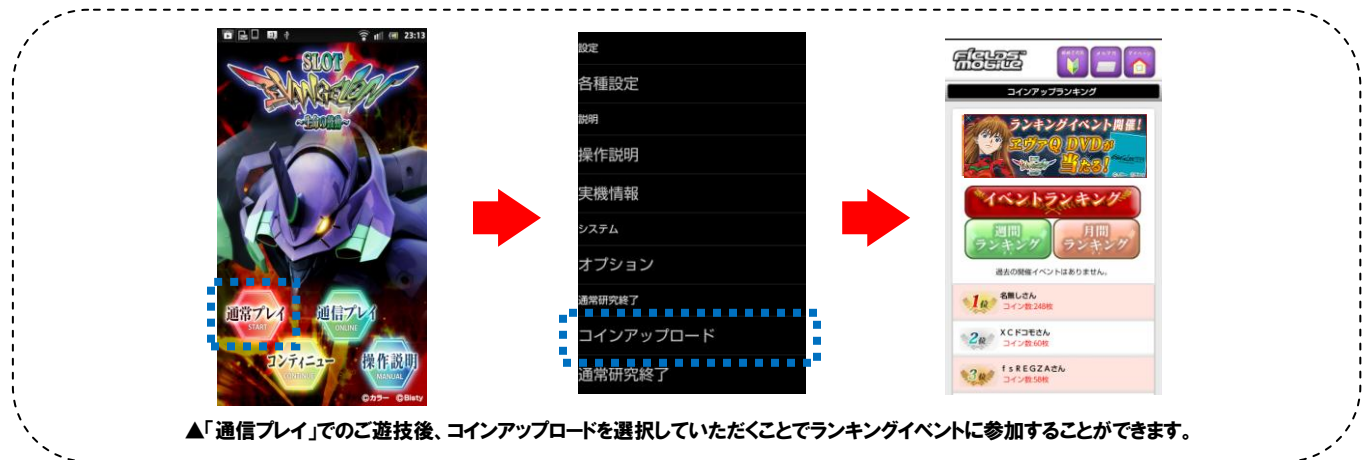 23:13
SLOT
EVANGELION
通常プレイ
START
通信プレイ
ONLINE
コンティニュー
CONTINUE
操作説明
MANUAL
©カラー ©Bisty
設定
各種設定
説明
操作説明
実機情報
システム
オプション
通常研究終了
コインアップロード
通常研究終了
FIELDS
MOBILE
コインアップランキング
ランキングイベント開催!
ヱヴァQ DVDが
当たる!
イベントランキング
週間
ランキング
月間
ランキング
過去の開催イベントはありません。
1位
名無しさん
コイン数:248枚
2位
XCドコモさん
コイン数:60枚
3位
fsREGZAさん
コイン数:58枚
▲「通信プレイ」でのご遊技後、コインアップロードを選択していただくことでランキングイベントに参加することができます。